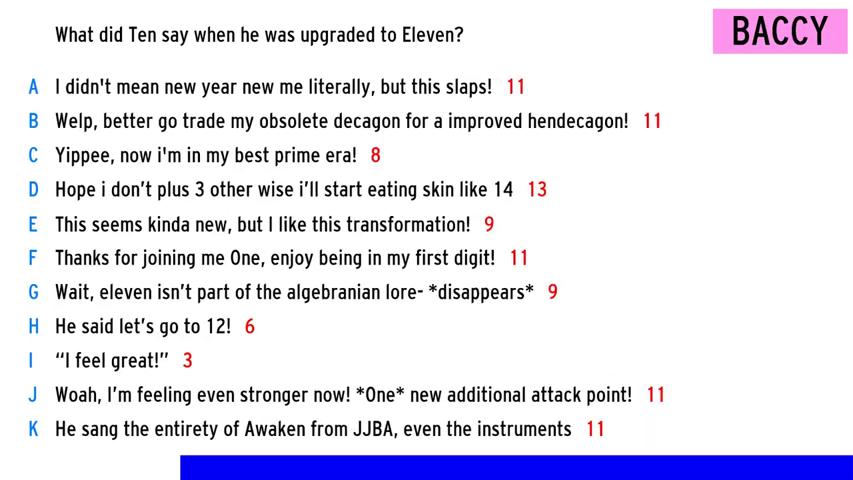 What did Ten say when he was upgraded to Eleven?
BACCY
A I didn't mean new year new me literally, but this slaps! 11
B Welp, better go trade my obsolete decagon for a improved hendecagon! 11
C Yippee, now i'm in my best prime era! 8
D Hope i don’t plus 3 other wise i’ll start eating skin like 14 13
E This seems kinda new, but I like this transformation! 9
F Thanks for joining me One, enjoy being in my first digit! 11
G Wait, eleven isn’t part of the algebranian lore- *disappears* 9
H He said let’s go to 12! 6
I “I feel great!” 3
J Woah, I’m feeling even stronger now! *One* new additional attack point! 11
K He sang the entirety of Awaken from JJBA, even the instruments 11